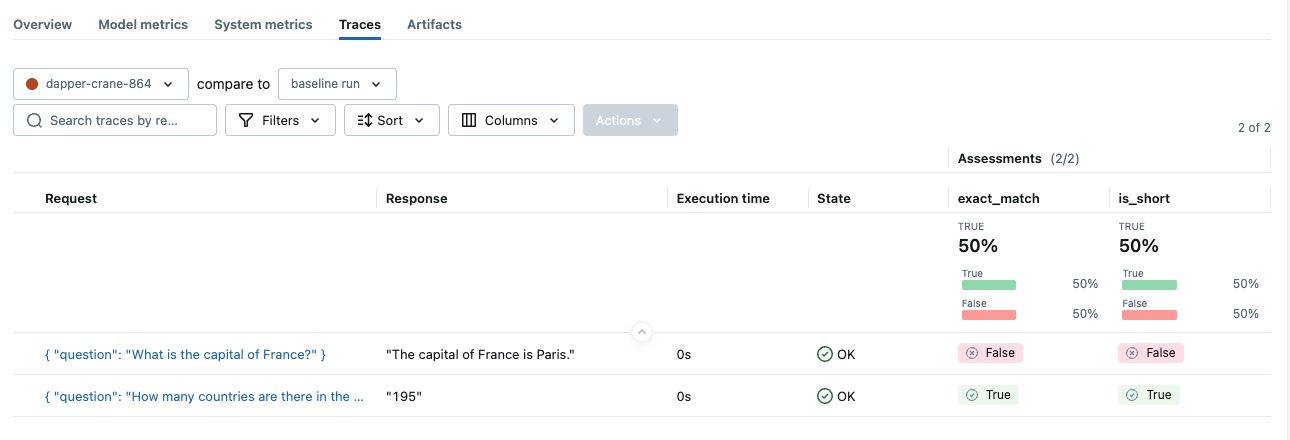 Overview Model metrics System metrics Traces Artifacts
dapper-crane-864 compare to baseline run
Search traces by re... Filters Sort Columns Actions
2 of 2
Assessments (2/2)
Request Response Execution time State exact_match is_short
TRUE TRUE
50% 50%
True 50% True 50%
False 50% False 50%
{ "question": "What is the capital of France?" } "The capital of France is Paris." 0s OK False False
{ "question": "How many countries are there in the ... "195" 0s OK True True